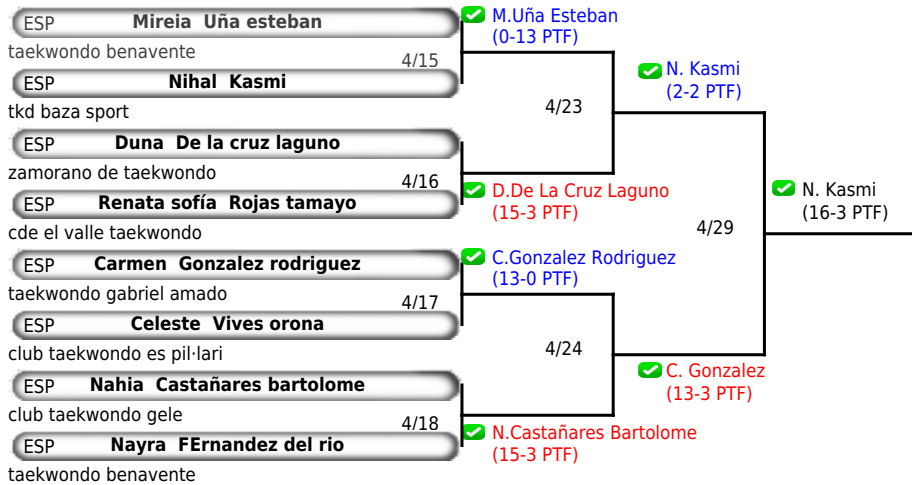 ESP Mireia Uña esteban
taekwondo benavente
4/15
ESP Nihal Kasmi
tkd baza sport
ESP Duna De la cruz laguno
zamorano de taekwondo
4/16
ESP Renata sofía Rojas tamayo
cde el valle taekwondo
ESP Carmen Gonzalez rodriguez
taekwondo gabriel amado
4/17
ESP Celeste Vives orona
club taekwondo es pil·lari
ESP Nahia Castañares bartolome
club taekwondo gele
4/18
ESP Nayra FErnandez del rio
taekwondo benavente
M.Uña Esteban
(0-13 PTF)
4/23
D.De La Cruz Laguno
(15-3 PTF)
C.Gonzalez Rodriguez
(13-0 PTF)
4/24
N.Castañares Bartolome
(15-3 PTF)
N. Kasmi
(2-2 PTF)
4/29
C. Gonzalez
(13-3 PTF)
N. Kasmi
(16-3 PTF)